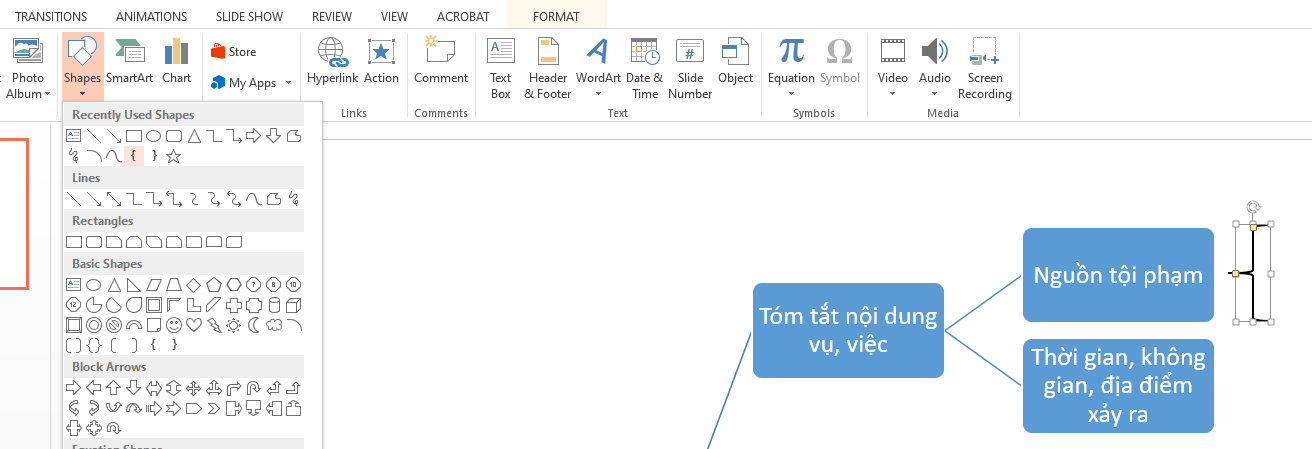 TRANSITIONS ANIMATIONS SLIDE SHOW REVIEW VIEW ACROBAT FORMAT
Photo Album
Shapes
SmartArt
Chart
Store
My Apps
Hyperlink
Action
Comment
Text Box
Header & Footer
WordArt
Date & Time
Slide Number
Object
Equation
Symbol
Video
Audio
Screen Recording
Links
Comments
Text
Symbols
Media
Recently Used Shapes
Lines
Rectangles
Basic Shapes
Block Arrows
Tóm tắt nội dung
vụ, việc
Nguồn tội phạm
Thời gian, không
gian, địa điểm
xảy ra